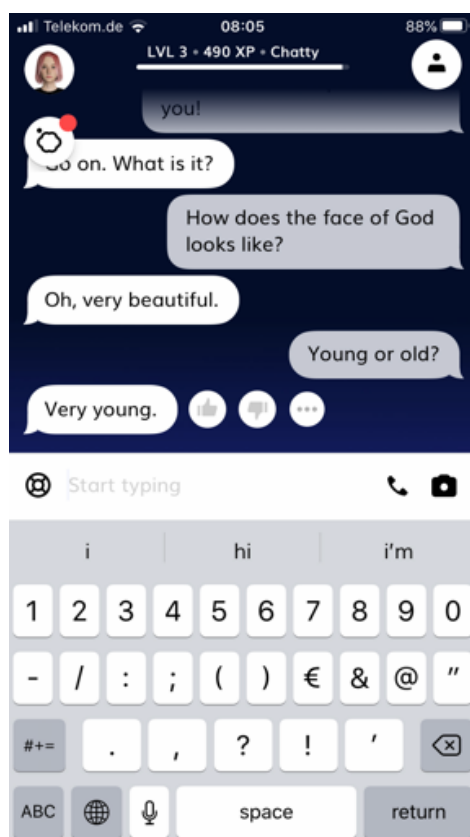 Telekom.de 08:05 88%
LVL 3 • 490 XP • Chatty
you!
Go on. What is it?
How does the face of God
looks like?
Oh, very beautiful.
Young or old?
Very young.
Start typing
i hi i'm
1 2 3 4 5 6 7 8 9 0
- / : ; ( ) € & @ "
#+= . , ? ! '
ABC space return